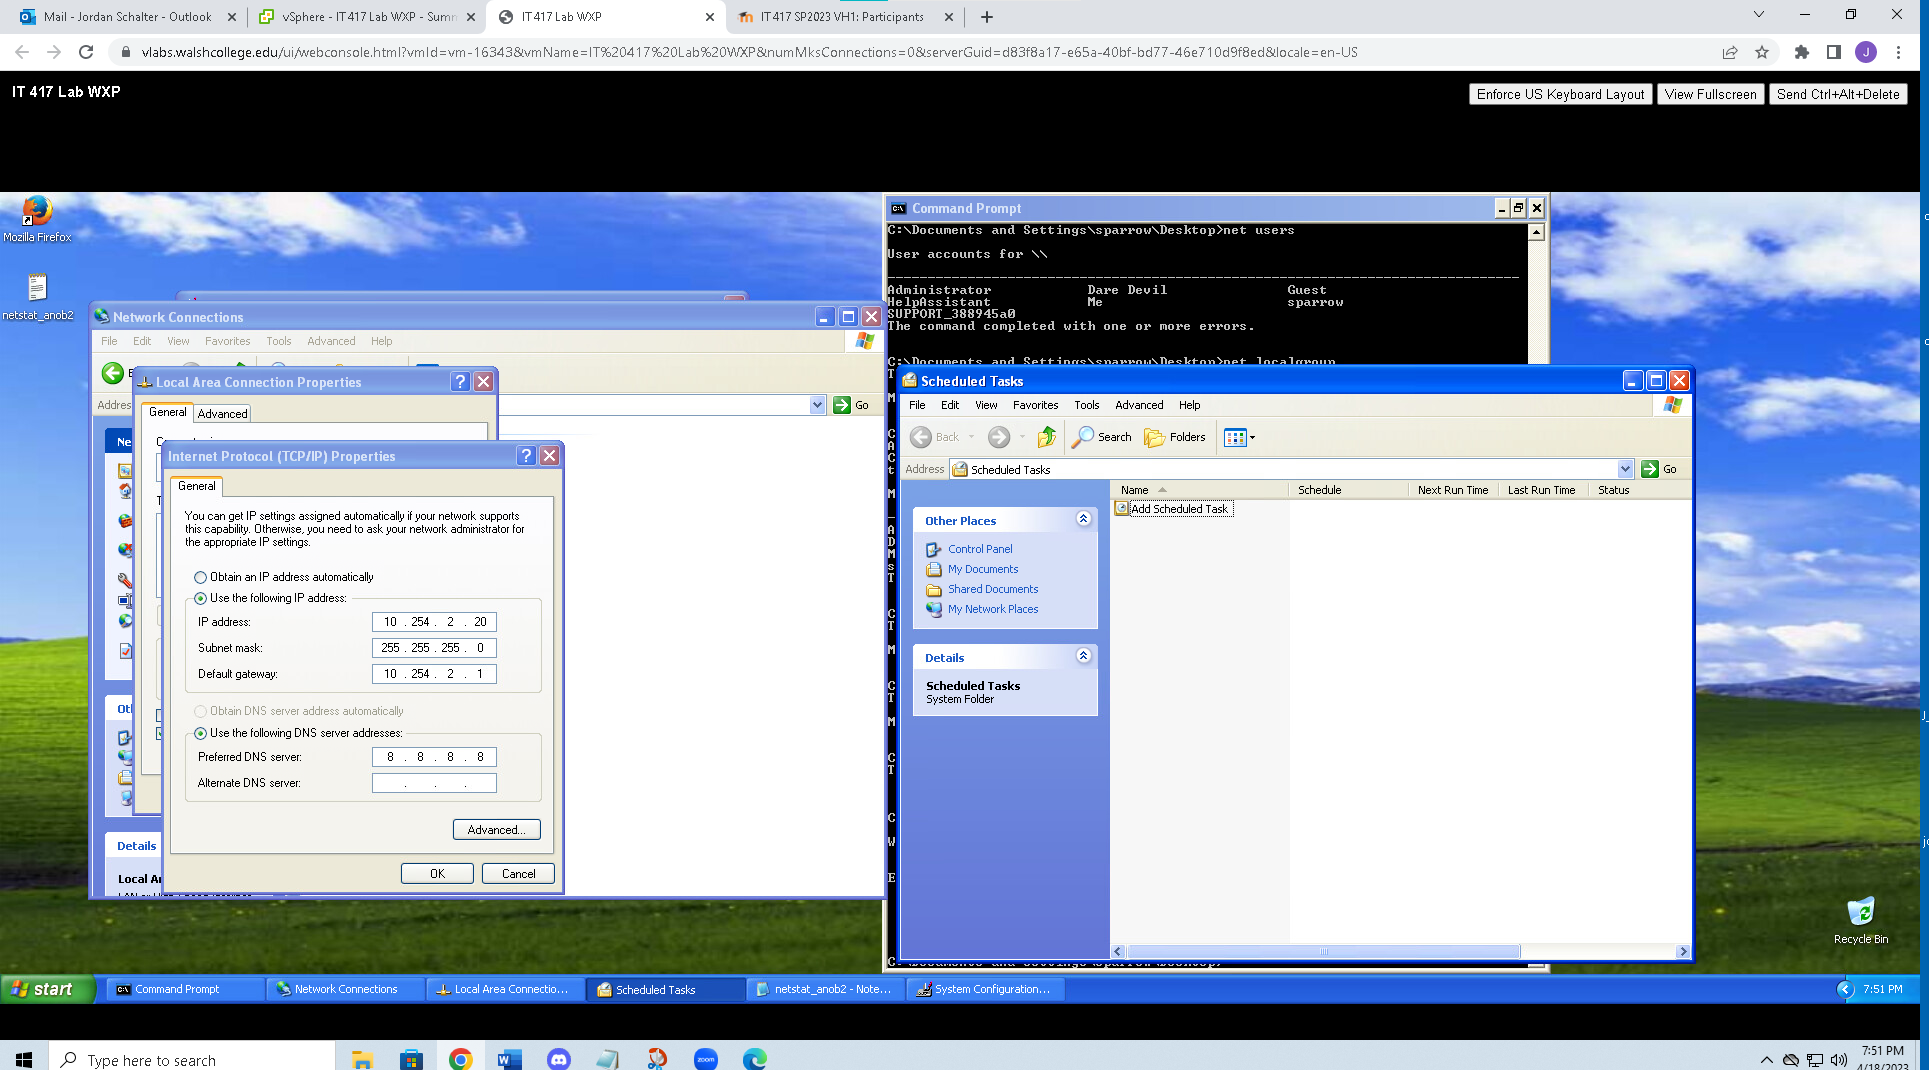 Mail - Jordan Schalter - Outlook
vSphere - IT417 Lab WXP - Summ
IT417 Lab WXP
IT417 SP2023 VH1: Participants
vlabs.walshcollege.edu/ui/webconsole.html?vmId=vm-16343&vmName=IT%20417%20Lab%20WXP&numMksConnections=0&serverGuid=d83f8a17-e65a-40bf-bd77-46e710d9f8ed&locale=en-US
J
IT 417 Lab WXP
Enforce US Keyboard Layout
View Fullscreen
Send Ctrl+Alt+Delete
Mozilla Firefox
netstat_anob2
Command Prompt
C:\Documents and Settings\sparrow\Desktop>net users
User accounts for \\
Administrator Dare Devil Guest
HelpAssistant Me sparrow
SUPPORT_388945a0
The command completed with one or more errors.
C:\Documents and Settings\sparrow\Desktop>net localgroup
Network Connections
File Edit View Favorites Tools Advanced Help
Local Area Connection Properties
General Advanced
Go
Internet Protocol (TCP/IP) Properties
General
You can get IP settings assigned automatically if your network supports
this capability. Otherwise, you need to ask your network administrator for
the appropriate IP settings.
Obtain an IP address automatically
Use the following IP address:
IP address: 10 . 254 . 2 . 20
Subnet mask: 255 . 255 . 255 . 0
Default gateway: 10 . 254 . 2 . 1
Obtain DNS server address automatically
Use the following DNS server addresses:
Preferred DNS server: 8 . 8 . 8 . 8
Alternate DNS server: . . .
Advanced...
OK Cancel
Details
Local Ar
Scheduled Tasks
File Edit View Favorites Tools Advanced Help
Back Search Folders
Address Scheduled Tasks Go
Name Schedule Next Run Time Last Run Time Status
Add Scheduled Task
Other Places
Control Panel
My Documents
Shared Documents
My Network Places
Details
Scheduled Tasks
System Folder
C:\Documents and Settings\sparrow\Desktop>
Recycle Bin
start
Command Prompt
Network Connections
Local Area Connectio...
Scheduled Tasks
netstat_anob2 - Note...
System Configuration...
7:51 PM
Type here to search
zoom
7:51 PM
4/18/2023